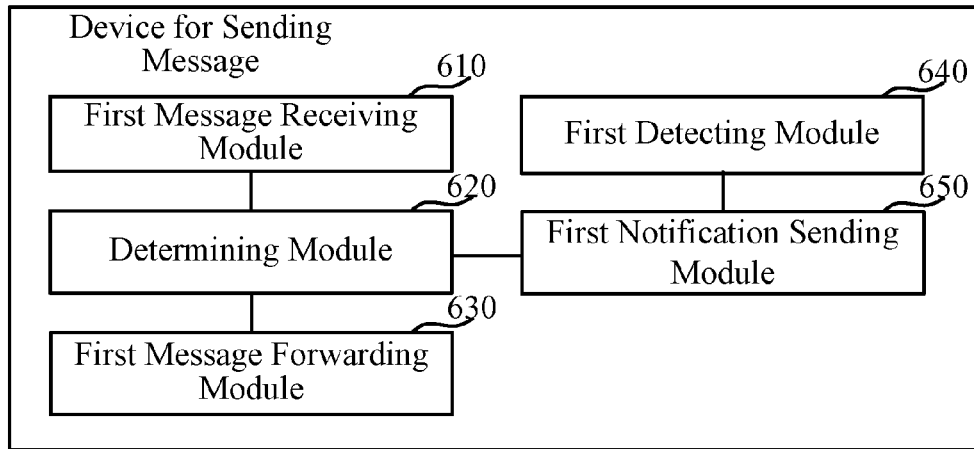 Device for Sending
Message
610
First Message Receiving
Module
620
Determining Module
630
First Message Forwarding
Module
640
First Detecting Module
650
First Notification Sending
Module